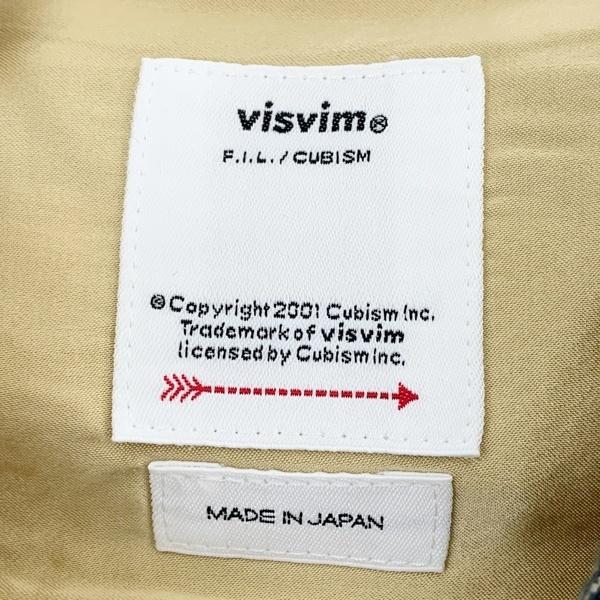 visvim®
F.I.L. / CUBISM
©Copyright 2001 Cubism Inc.
Trademark of visvim
licensed by Cubism Inc.
MADE IN JAPAN